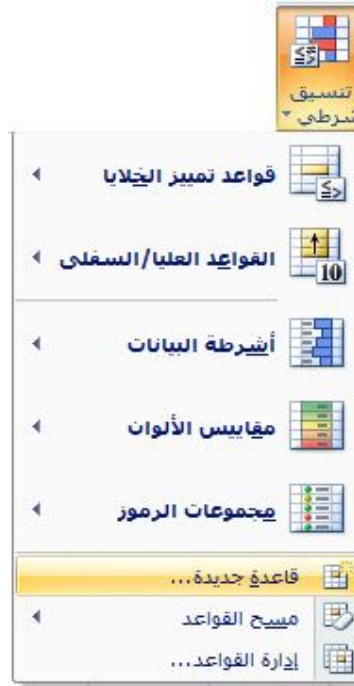 تنسيق
شرطي
قواعد تمييز الخلايا
القواعد العليا/السفلى
10
أشرطة البيانات
مقاييس الألوان
مجموعات الرموز
قاعدة جديدة...
مسح القواعد
إدارة القواعد...